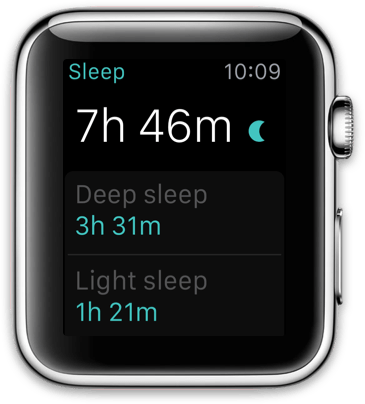 Sleep 10:09
7h 46m
Deep sleep
3h 31m
Light sleep
1h 21m